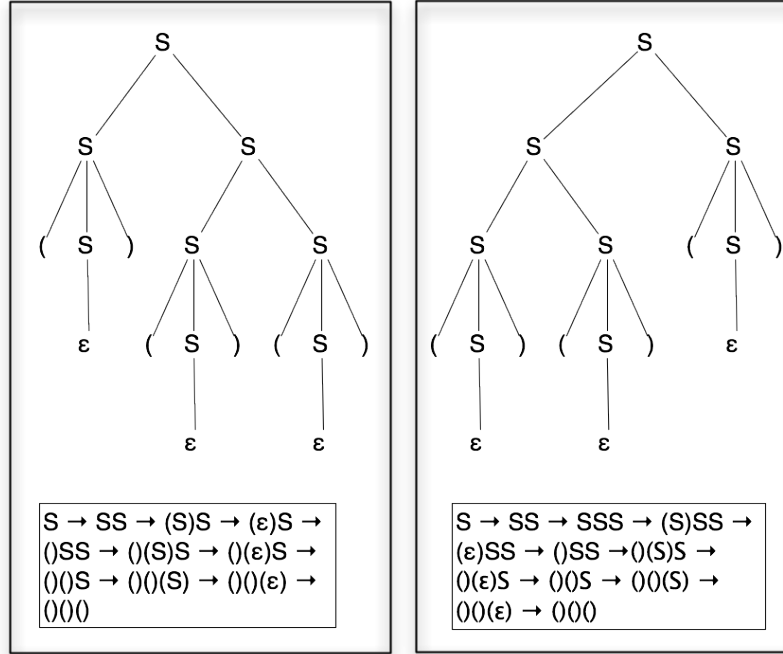 S
S S
( S ) S S
ε ( S ) ( S )
ε ε
S → SS → (S)S → (ε)S →
()SS → ()(S)S → ()(ε)S →
()()S → ()()(S) → ()()(ε) →
()()()
S
S S
S S ( S )
( S ) ( S ) ε
ε ε
S → SS → SSS → (S)SS →
(ε)SS → ()SS →()(S)S →
()(ε)S → ()()S → ()()(S) →
()()(ε) → ()()()